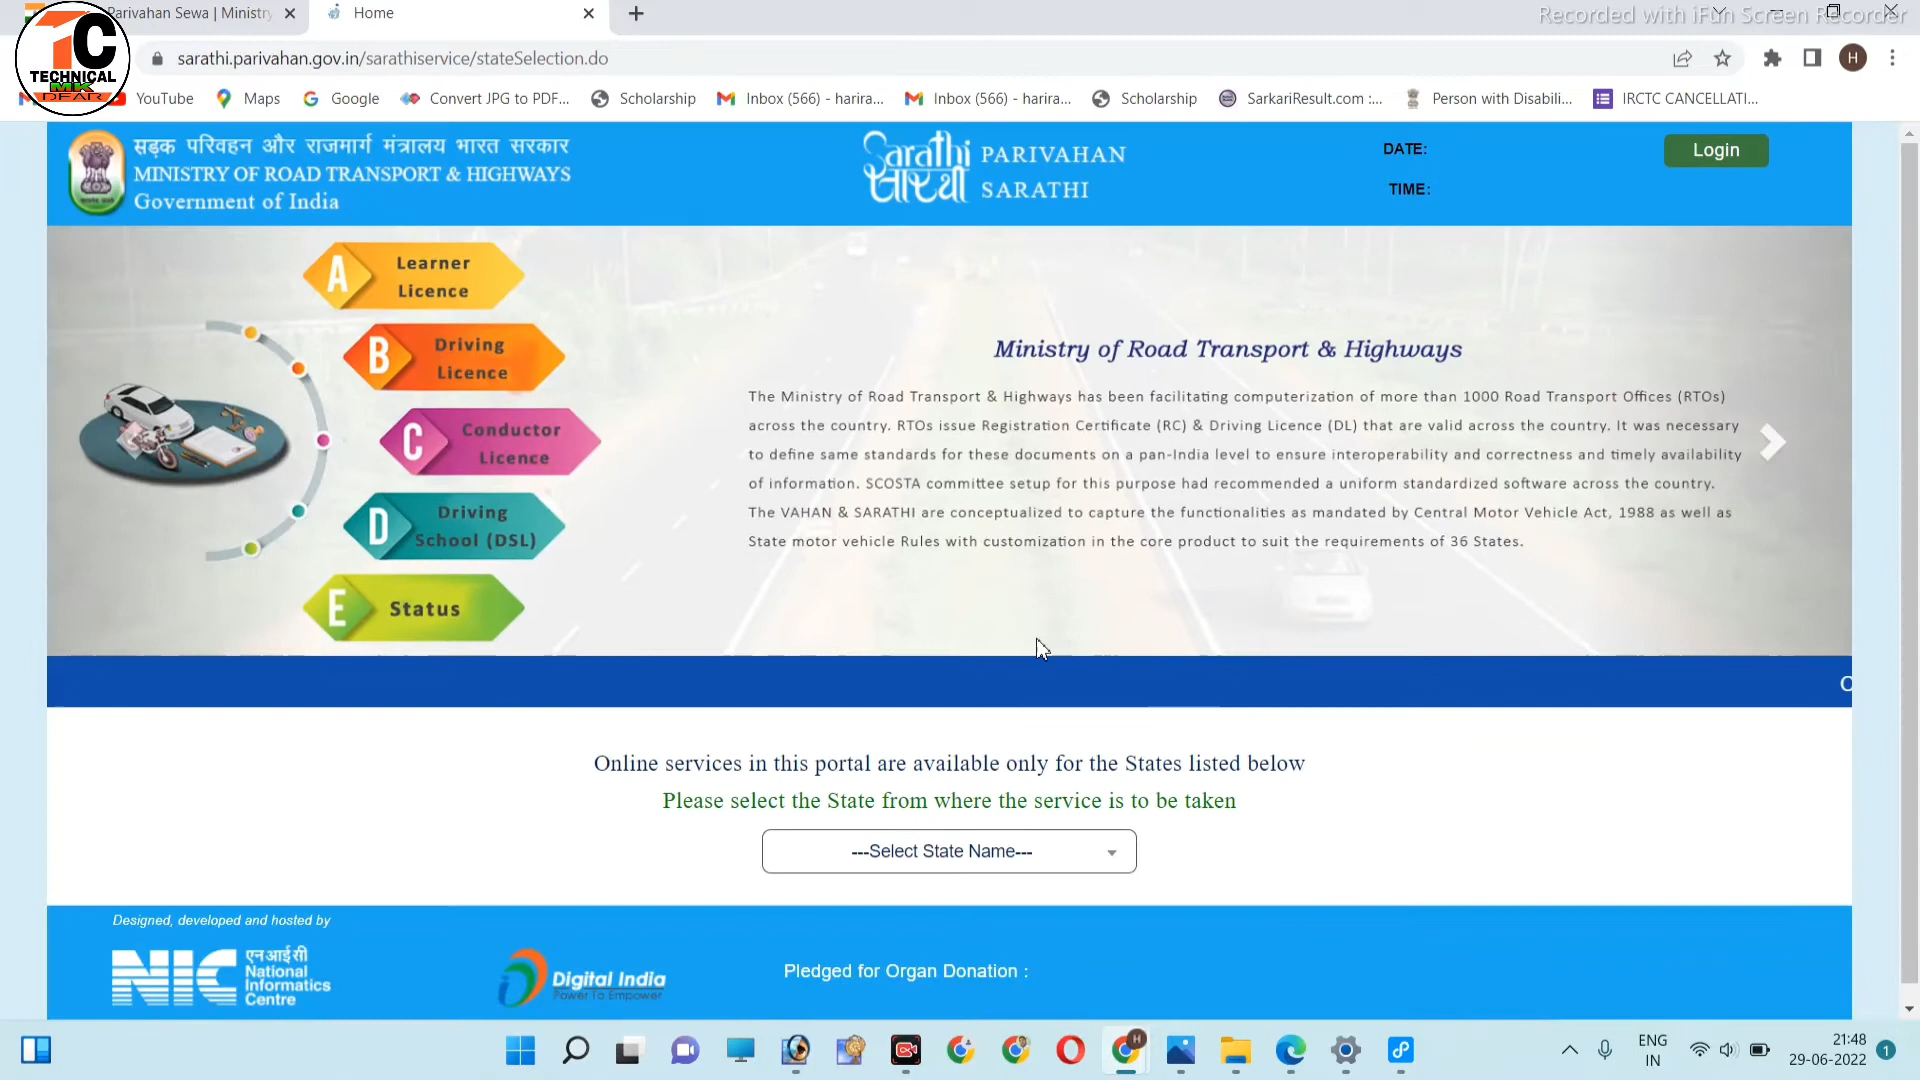 Parivahan Sewa | Ministry
Home
Recorded with iFun Screen Recorder
TC
TECHNICAL
MK
DEAR
sarathi.parivahan.gov.in/sarathiservice/stateSelection.do
H
YouTube
Maps
Google
Convert JPG to PDF...
Scholarship
Inbox (566) - harira...
Inbox (566) - harira...
Scholarship
SarkariResult.com :...
Person with Disabili...
IRCTC CANCELLATI...
सड़क परिवहन और राजमार्ग मंत्रालय भारत सरकार
MINISTRY OF ROAD TRANSPORT & HIGHWAYS
Government of India
Sarathi
सारथी
PARIVAHAN
SARATHI
DATE:
TIME:
Login
A
Learner
Licence
B
Driving
Licence
C
Conductor
Licence
D
Driving
School (DSL)
E
Status
Ministry of Road Transport & Highways
The Ministry of Road Transport & Highways has been facilitating computerization of more than 1000 Road Transport Offices (RTOs)
across the country. RTOs issue Registration Certificate (RC) & Driving Licence (DL) that are valid across the country. It was necessary
to define same standards for these documents on a pan-India level to ensure interoperability and correctness and timely availability
of information. SCOSTA committee setup for this purpose had recommended a uniform standardized software across the country.
The VAHAN & SARATHI are conceptualized to capture the functionalities as mandated by Central Motor Vehicle Act, 1988 as well as
State motor vehicle Rules with customization in the core product to suit the requirements of 36 States.
Online services in this portal are available only for the States listed below
Please select the State from where the service is to be taken
---Select State Name---
Designed, developed and hosted by
NIC
एनआईसी
National
Informatics
Centre
Digital India
Power To Empower
Pledged for Organ Donation :
ENG
IN
21:48
29-06-2022
1